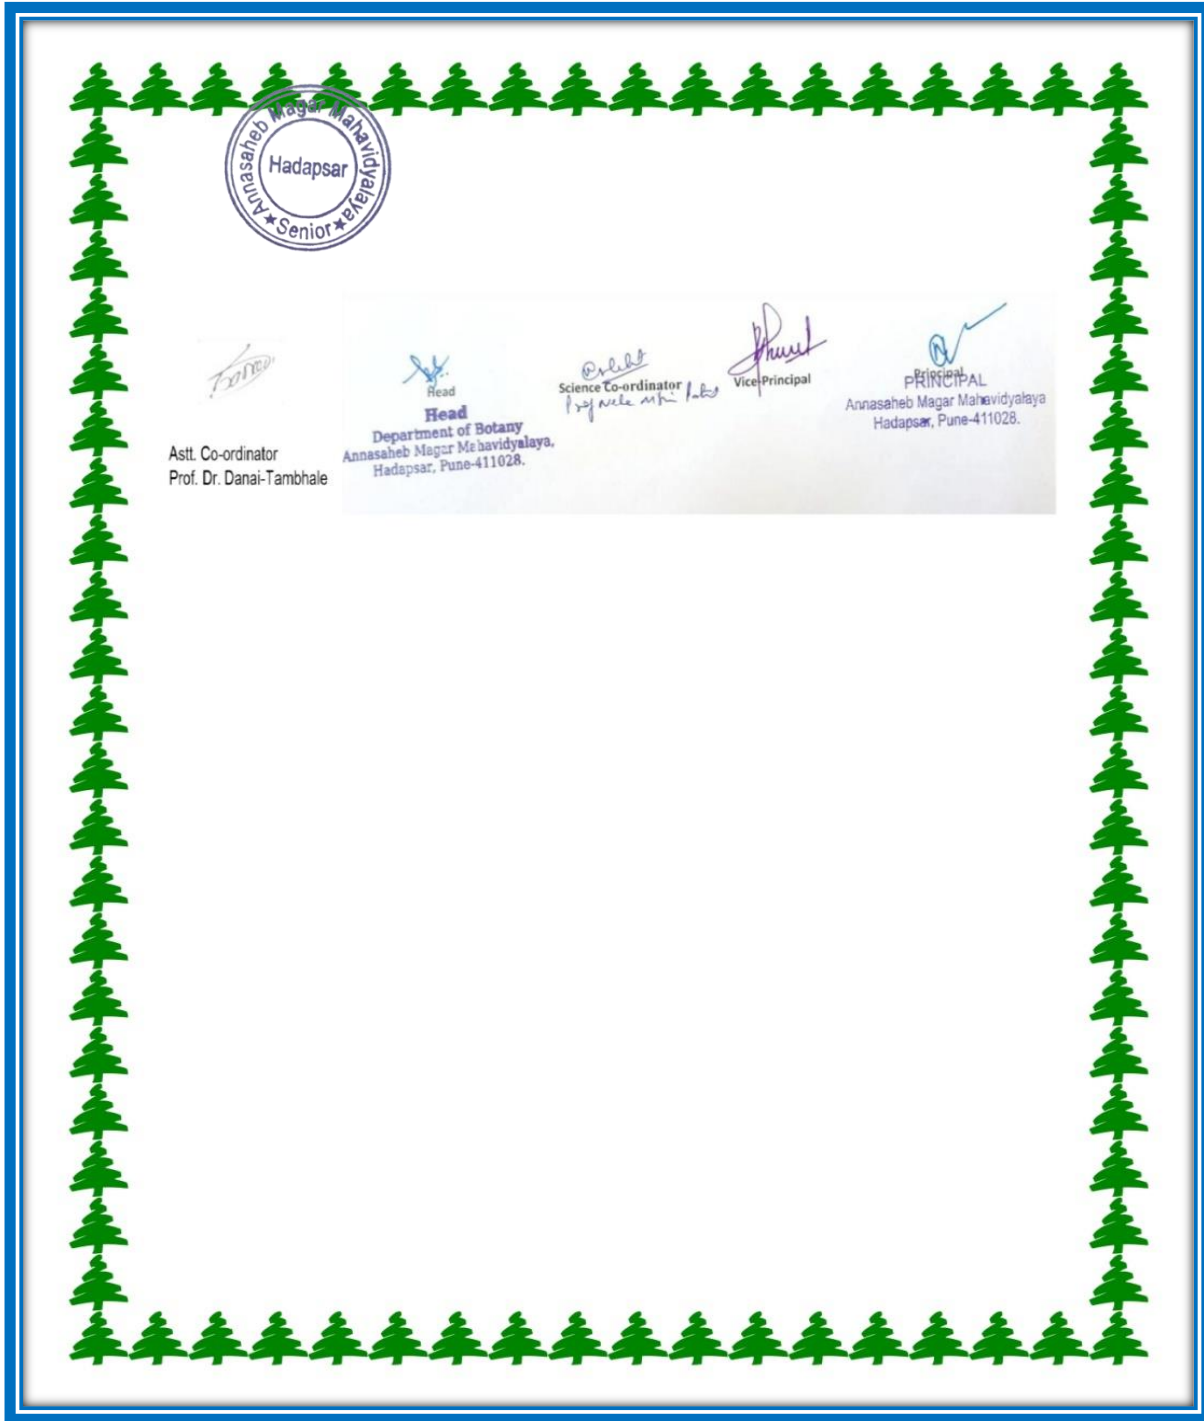 Annasaheb Magar Mahavidyalaya
Hadapsar
★Senior★
Head
Science Co-ordinator
Vice-Principal
Principal
PRINCIPAL
Annasaheb Magar Mahavidyalaya
Hadapsar, Pune-411028.
Head
Department of Botany
Annasaheb Magar Mahavidyalaya,
Hadapsar, Pune-411028.
Astt. Co-ordinator
Prof. Dr. Danai-Tambhale